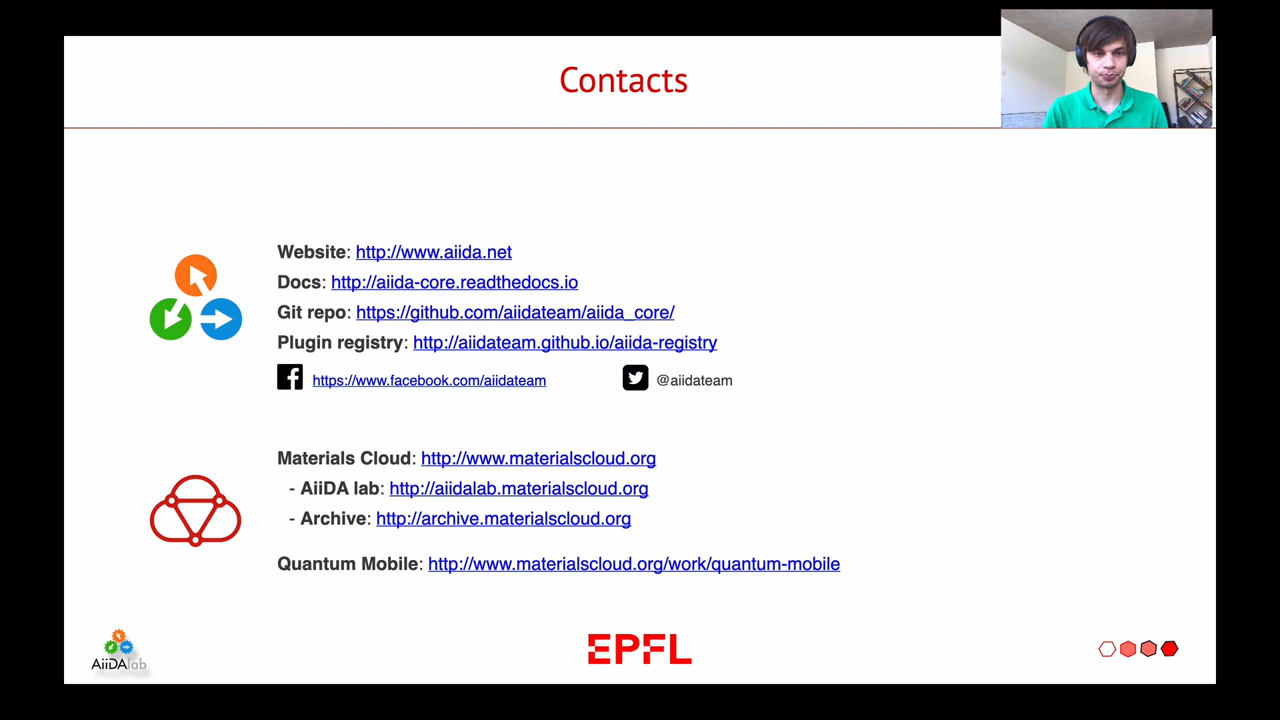 Contacts
Website: http://www.aiida.net
Docs: http://aiida-core.readthedocs.io
Git repo: https://github.com/aiidateam/aiida_core/
Plugin registry: http://aiidateam.github.io/aiida-registry
https://www.facebook.com/aiidateam @aiidateam
Materials Cloud: http://www.materialscloud.org
- AiiDA lab: http://aiidalab.materialscloud.org
- Archive: http://archive.materialscloud.org
Quantum Mobile: http://www.materialscloud.org/work/quantum-mobile
AiiDAlab
EPFL